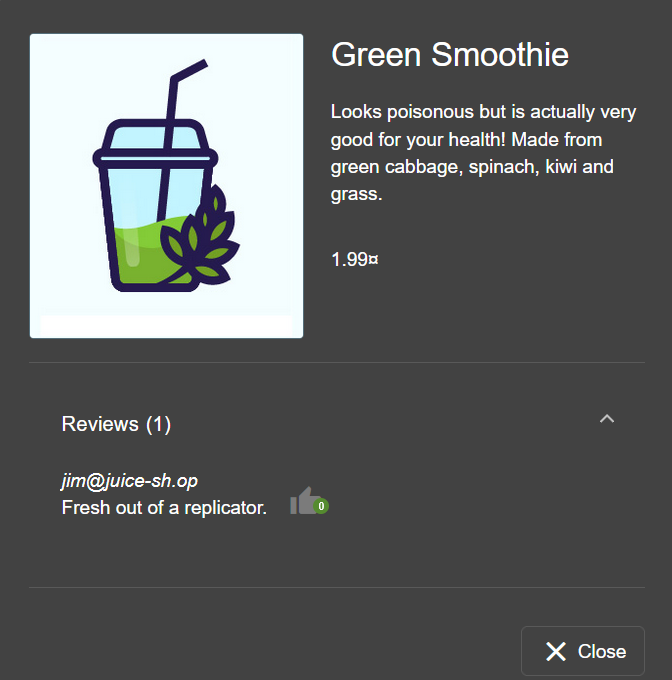 Green Smoothie
Looks poisonous but is actually very
good for your health! Made from
green cabbage, spinach, kiwi and
grass.
1.99¤
Reviews (1)
jim@juice-sh.op
Fresh out of a replicator.
0
Close